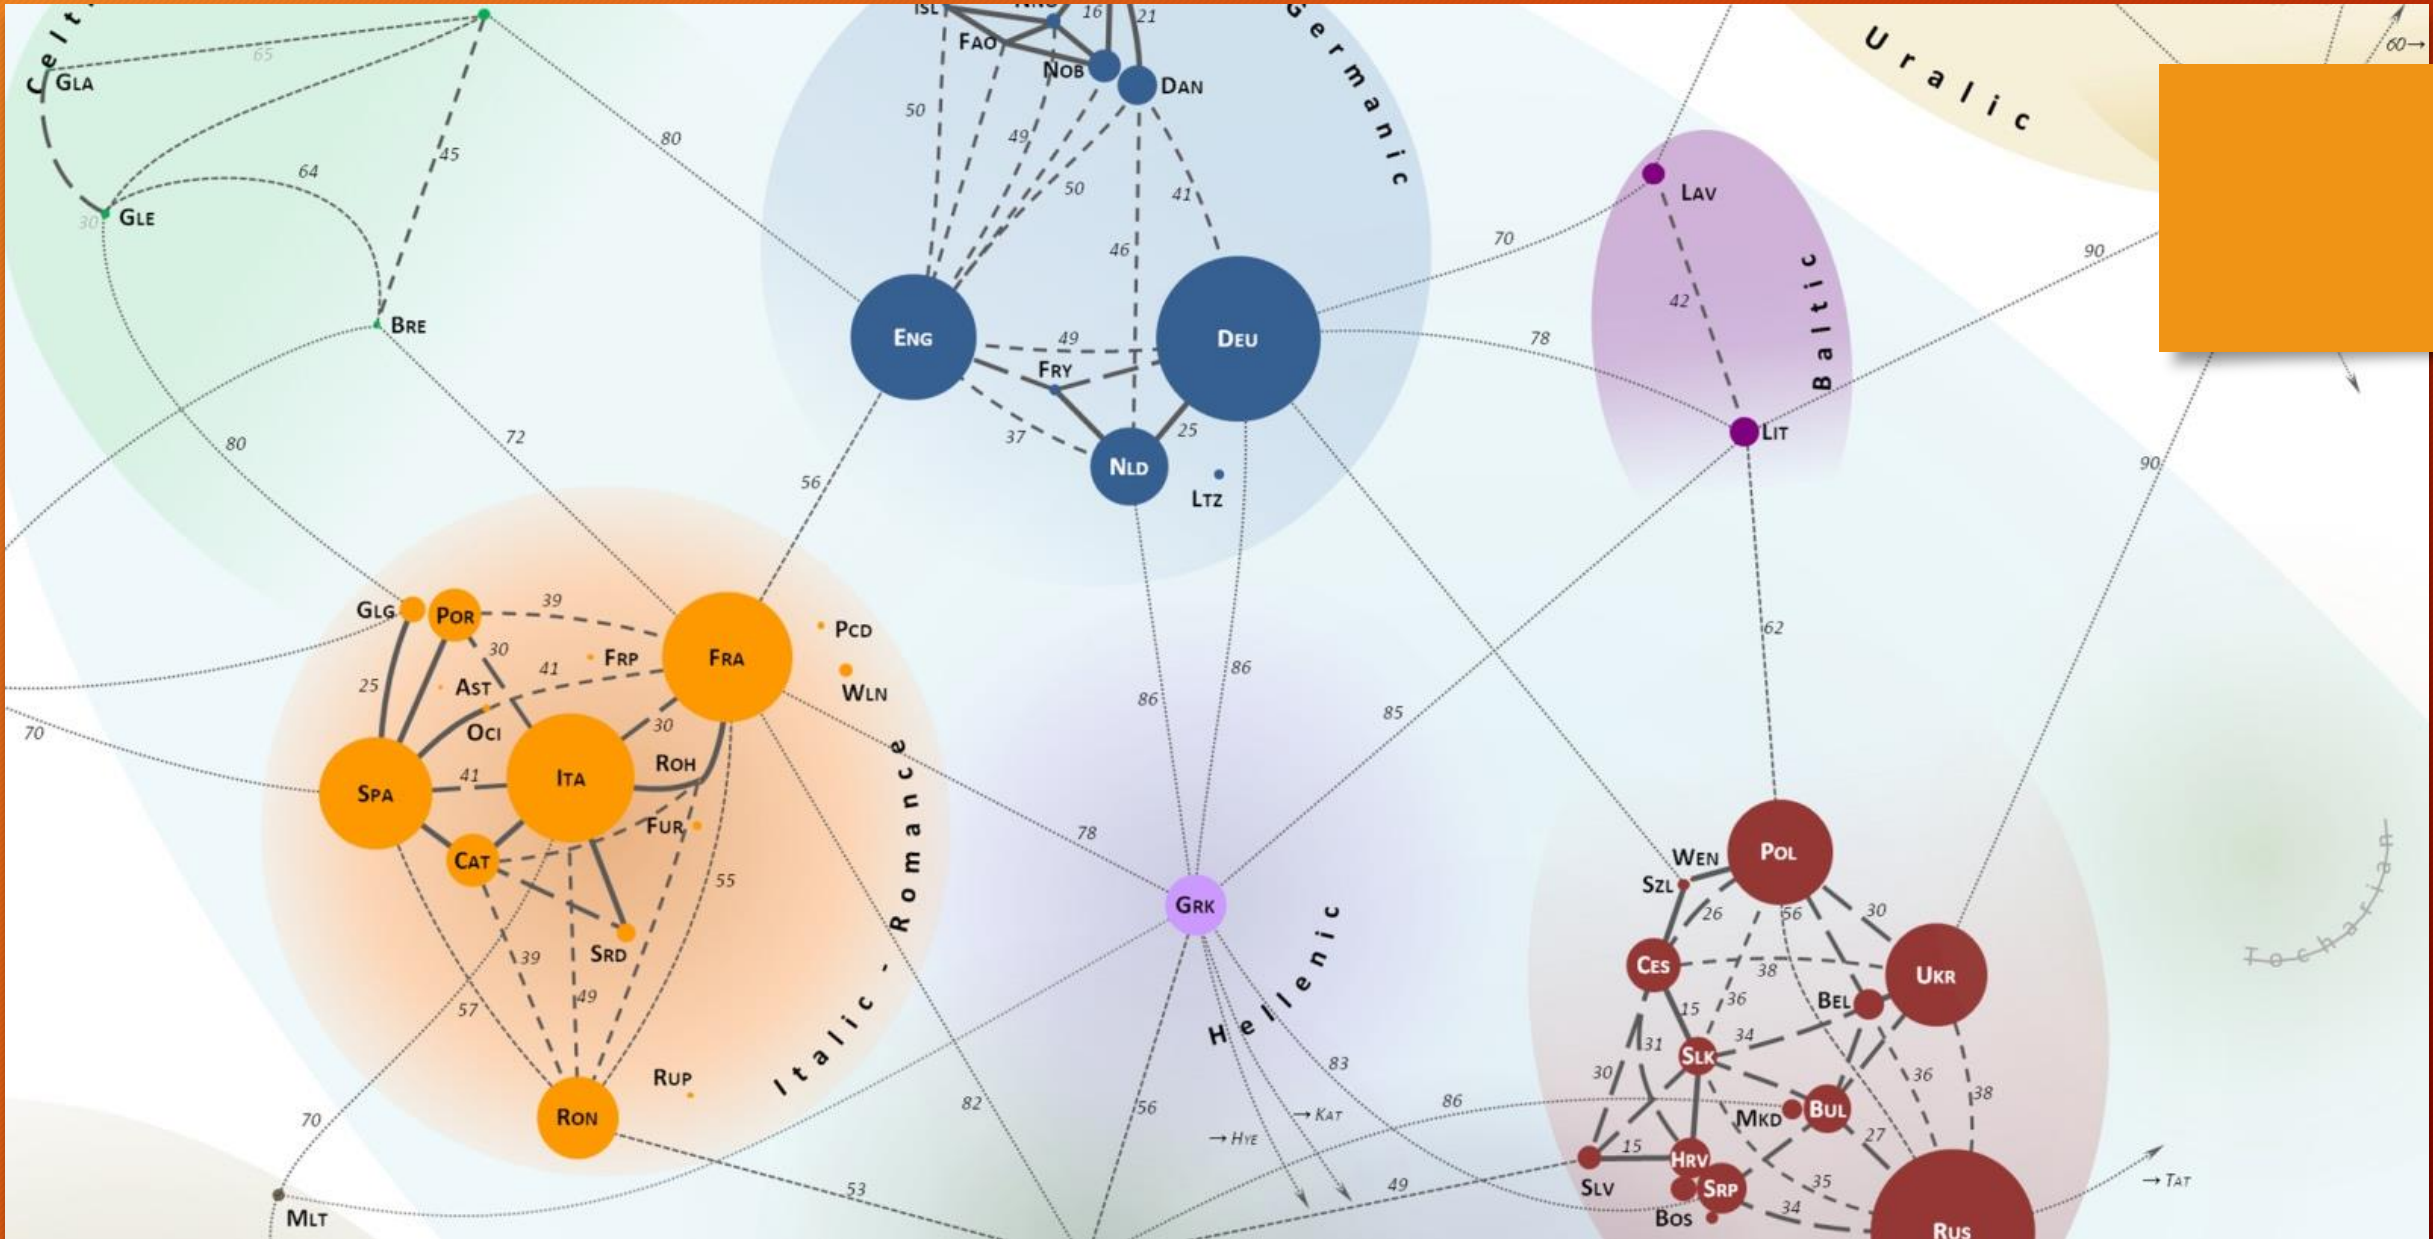 Celt
Germanic
Uralic
ISL
16
21
60→
FAO
NOB
DAN
65
GLA
50
49
80
45
64
50
41
LAV
30
GLE
46
70
90
42
Baltic
BRE
ENG
49
DEU
78
FRY
37
25
LIT
80
72
NLD
56
LTZ
90
GLG
POR
39
PCD
62
30
FRP
FRA
41
86
25
AST
WLN
86
OCI
30
85
70
ROH
ITA
41
SPA
FUR
78
CAT
55
WEN
POL
Tocharian
SZL
Italic - Romance
GRK
26
56
30
SRD
39
Hellenic
CES
38
UKR
49
36
BEL
57
15
34
31
SLK
83
RUP
30
36
38
82
56
86
70
RON
→ KAT
MKD
BUL
→ HYE
15
27
HRV
53
49
SLV
35
→ TAT
SRP
MLT
34
BOS
RUS